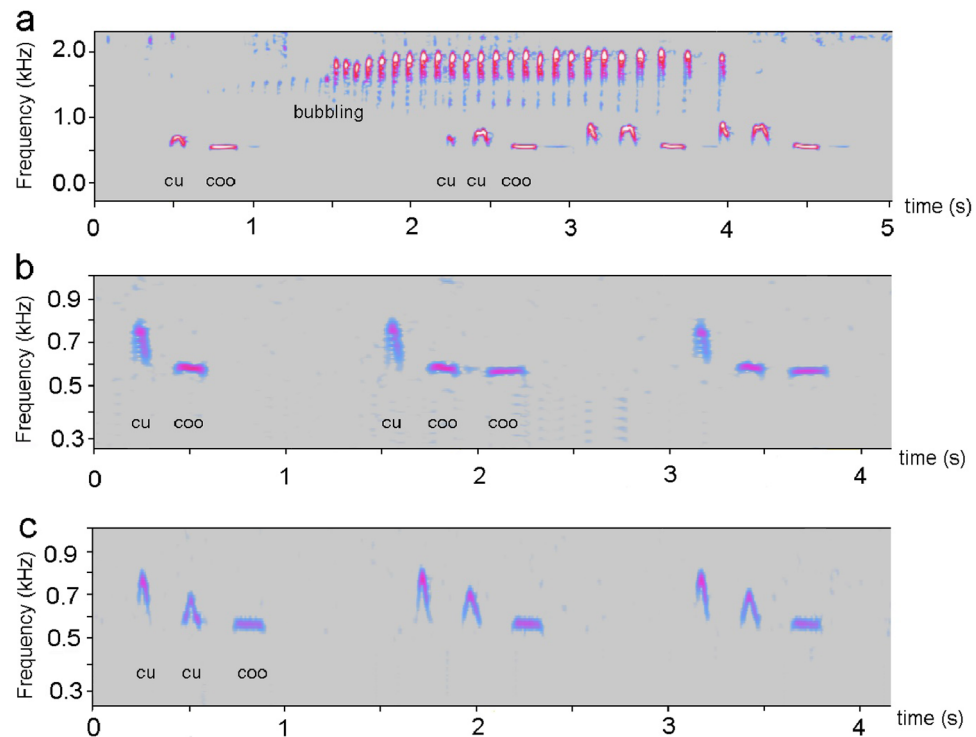 a
Frequency (kHz)
2.0
1.0
0.0
bubbling
cu coo cu cu coo
0 1 2 3 4 5
time (s)
b
Frequency (kHz)
0.9
0.7
0.5
0.3
cu coo cu coo coo
0 1 2 3 4
time (s)
c
Frequency (kHz)
0.9
0.7
0.5
0.3
cu cu coo
0 1 2 3 4
time (s)